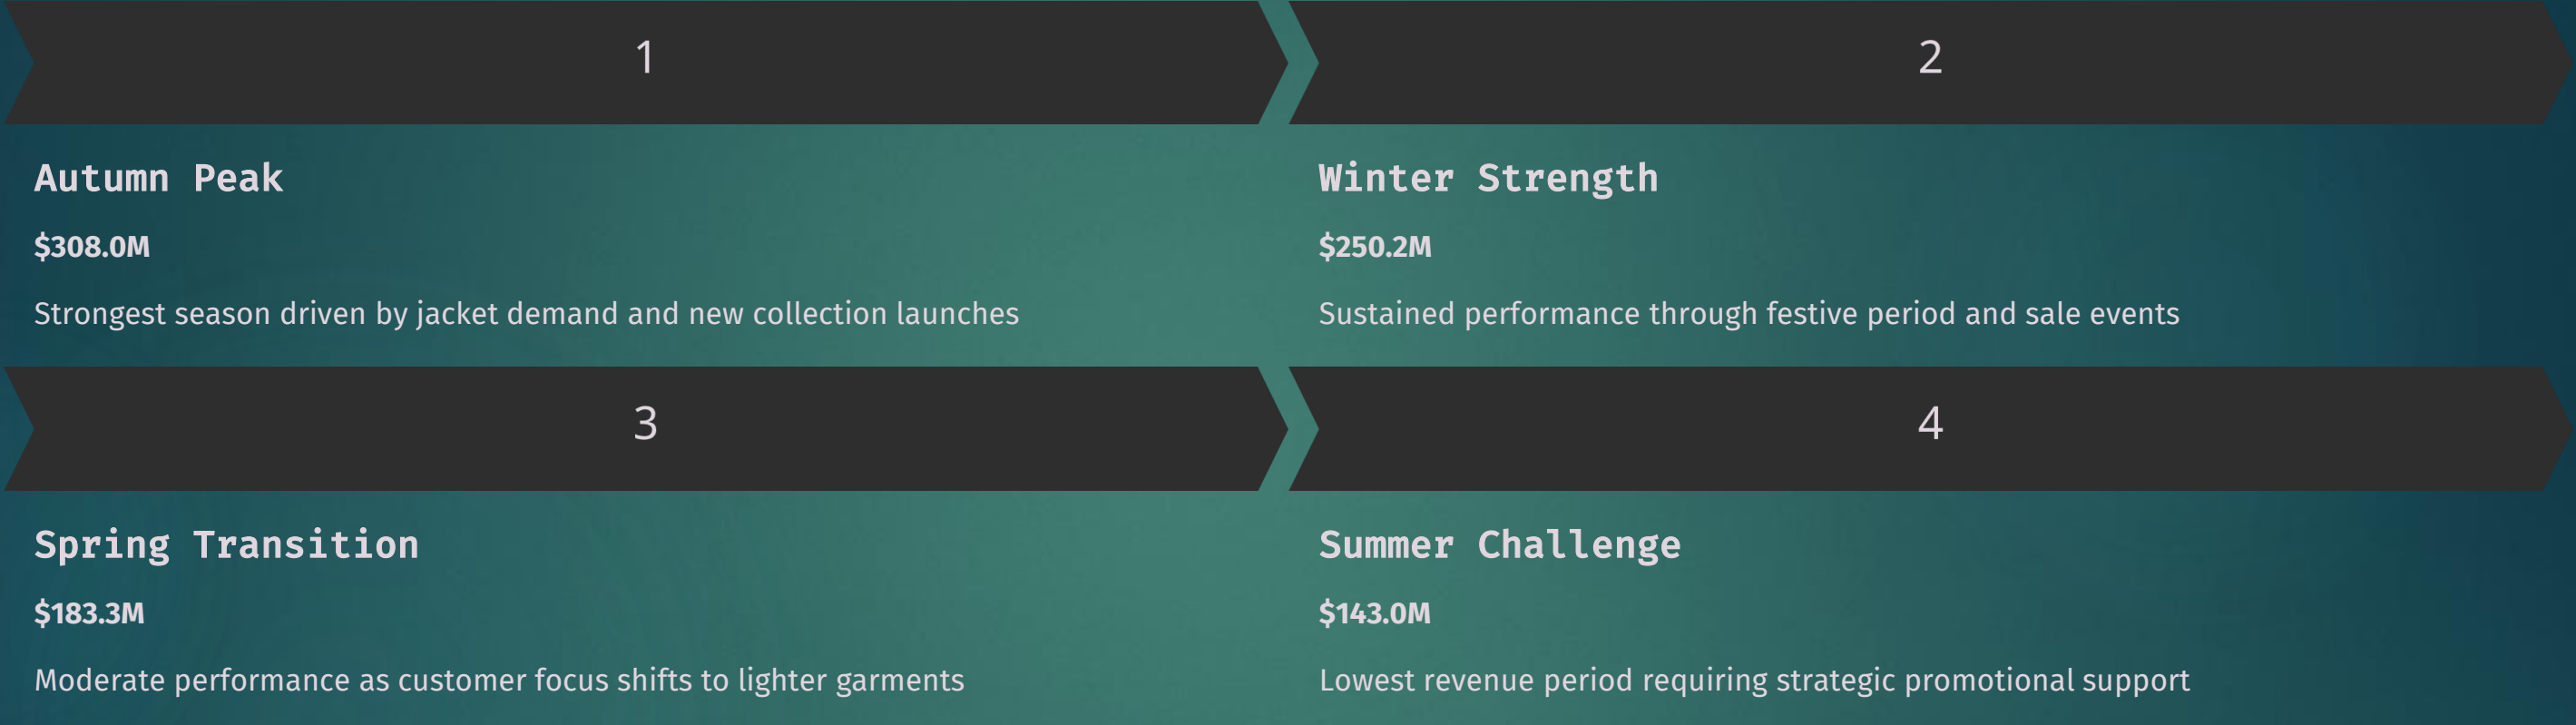 1
2
Autumn Peak
$308.0M
Strongest season driven by jacket demand and new collection launches
Winter Strength
$250.2M
Sustained performance through festive period and sale events
3
4
Spring Transition
$183.3M
Moderate performance as customer focus shifts to lighter garments
Summer Challenge
$143.0M
Lowest revenue period requiring strategic promotional support